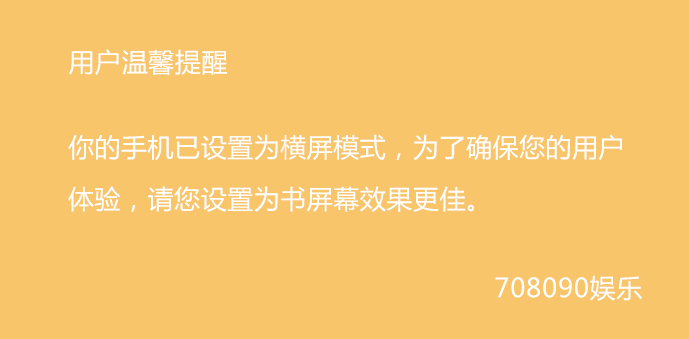 用户温馨提醒
你的手机已设置为横屏模式，为了确保您的用户
体验，请您设置为书屏幕效果更佳。
708090娱乐